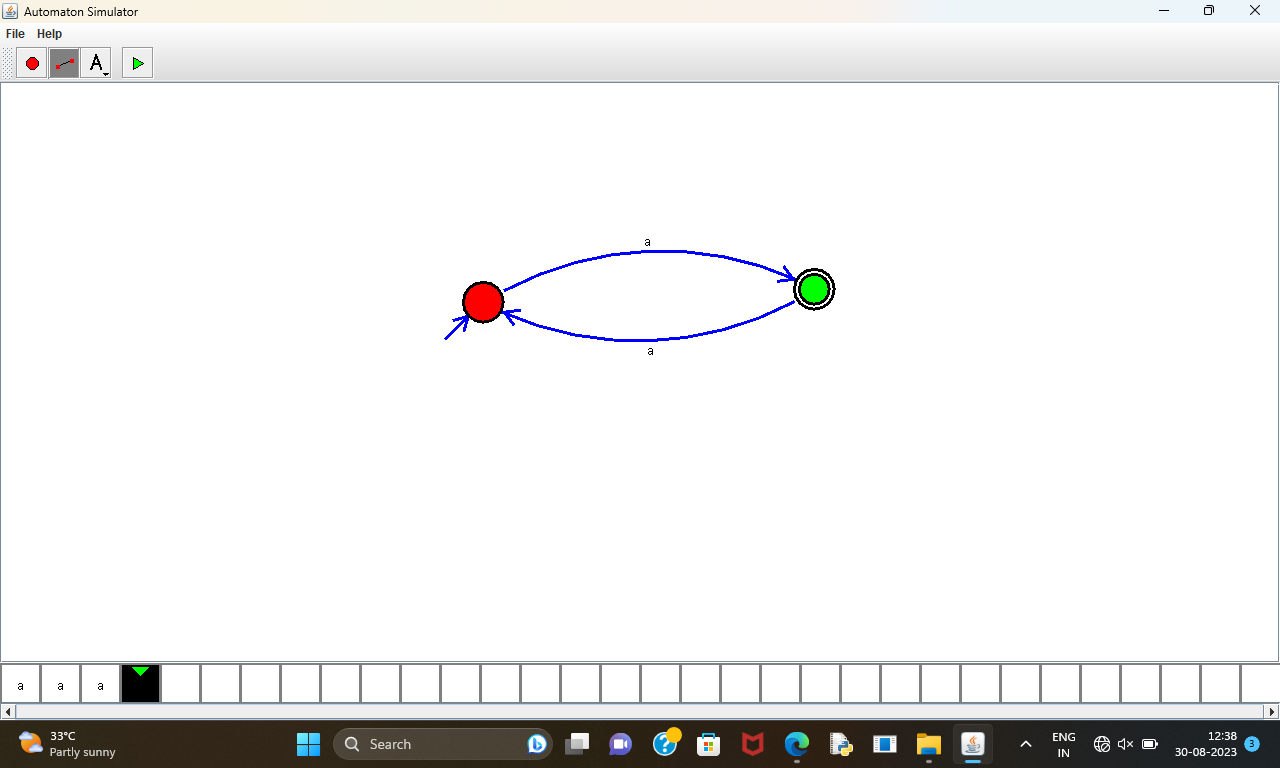 Automaton Simulator
File Help
A
a
a
a a a
33°C
Partly sunny
Search
ENG
IN
12:38
30-08-2023
3